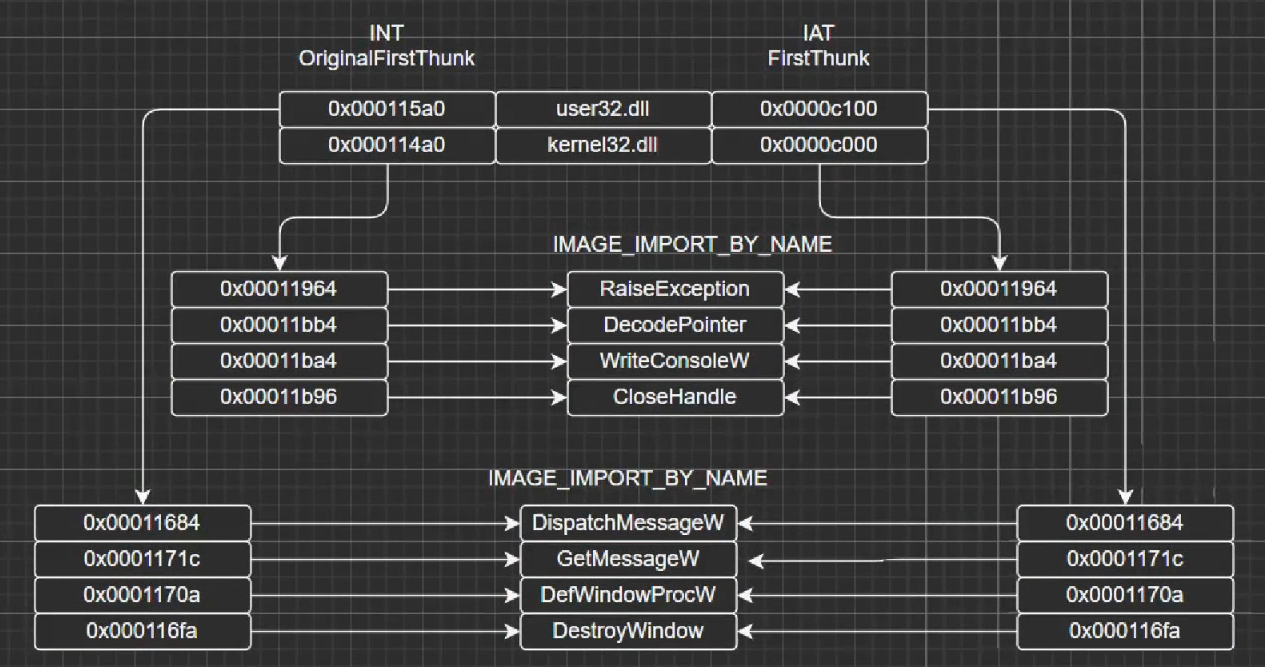 INT
OriginalFirstThunk
IAT
FirstThunk
0x000115a0 user32.dll 0x0000c100
0x000114a0 kernel32.dll 0x0000c000
IMAGE_IMPORT_BY_NAME
0x00011964 RaiseException 0x00011964
0x00011bb4 DecodePointer 0x00011bb4
0x00011ba4 WriteConsoleW 0x00011ba4
0x00011b96 CloseHandle 0x00011b96
IMAGE_IMPORT_BY_NAME
0x00011684 DispatchMessageW 0x00011684
0x0001171c GetMessageW 0x0001171c
0x0001170a DefWindowProcW 0x0001170a
0x000116fa DestroyWindow 0x000116fa